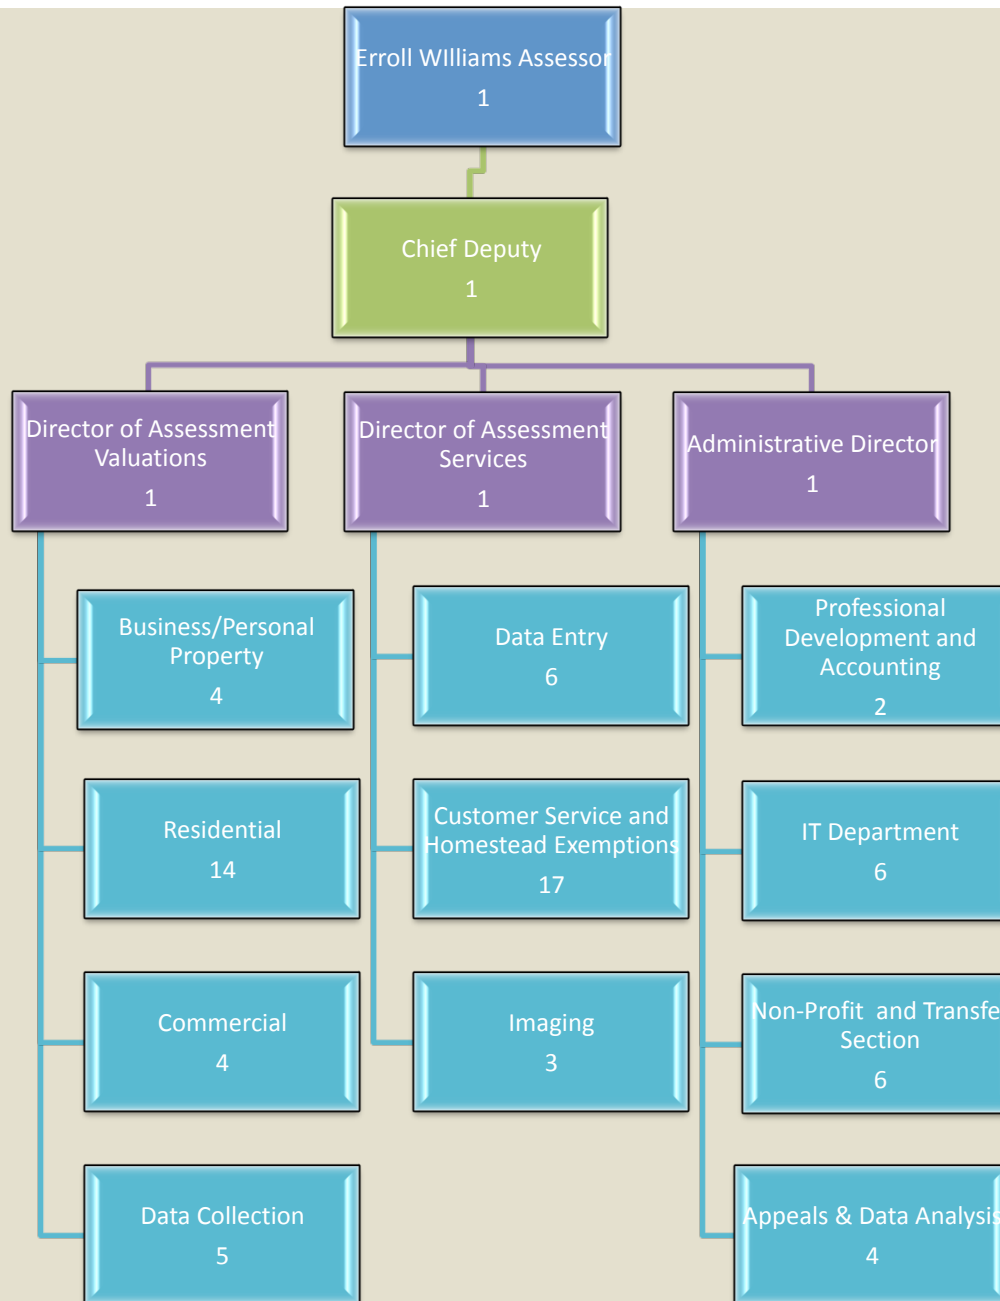 Erroll WIlliams Assessor
1
Chief Deputy
1
Director of Assessment
Valuations
1
Director of Assessment
Services
1
Administrative Director
1
Business/Personal
Property
4
Residential
14
Commercial
4
Data Collection
5
Data Entry
6
Customer Service and
Homestead Exemptions
17
Imaging
3
Professional
Development and
Accounting
2
IT Department
6
Non-Profit and Transfe
Section
6
Appeals & Data Analysis
4